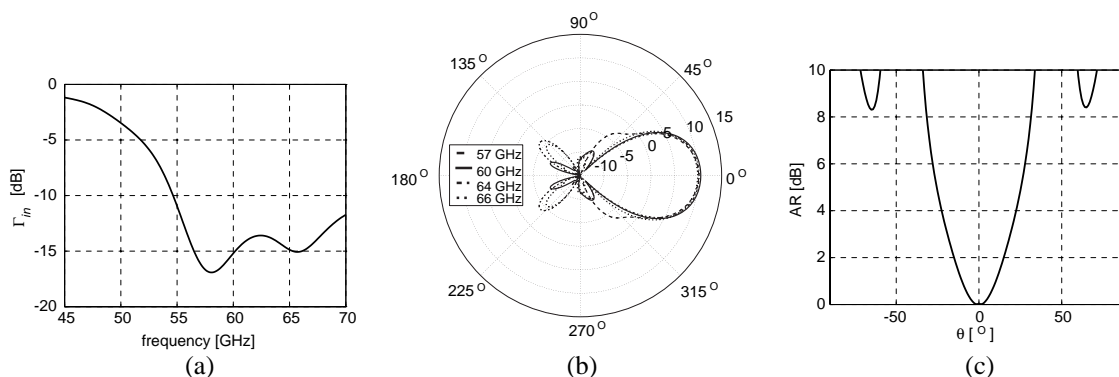 0
-5
-10
-15
-20
45 50 55 60 65 70
Γin [dB]
frequency [GHz]
(a)
90 O
135 O
45 O
180 O
0 O
225 O
315 O
270 O
-10 -5 0 5 10 15
57 GHz
60 GHz
64 GHz
66 GHz
(b)
10
8
6
4
2
0
-50 0 50
AR [dB]
θ [ O ]
(c)